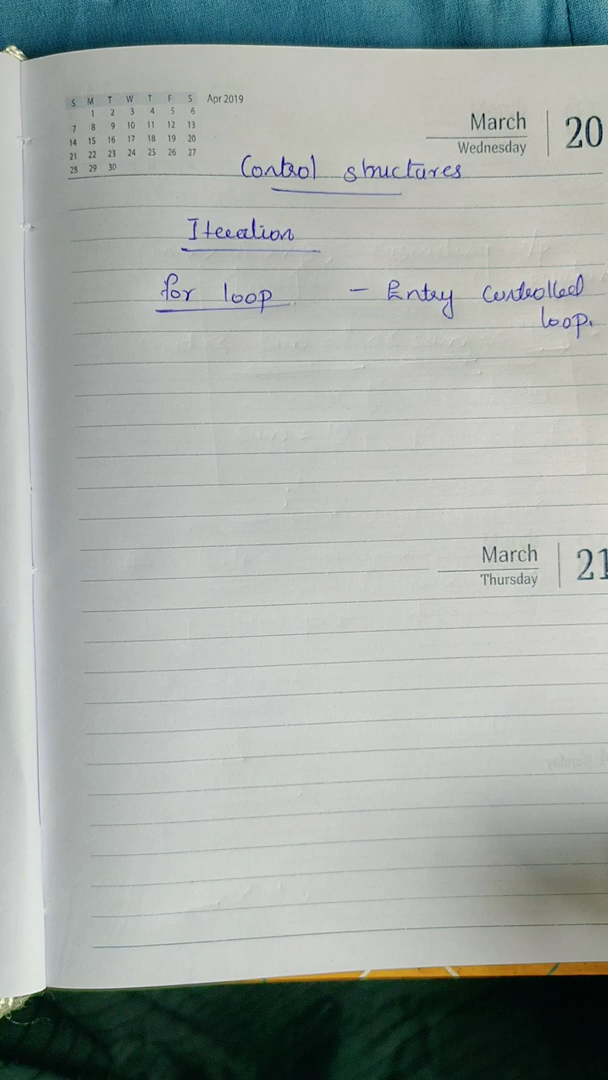 S M T W T F S Apr 2019
1 2 3 4 5 6
7 8 9 10 11 12 13
14 15 16 17 18 19 20
21 22 23 24 25 26 27
28 29 30
March 20
Wednesday
Control structures
Iteration
for loop - Entry controlled
loop.
March 21
Thursday